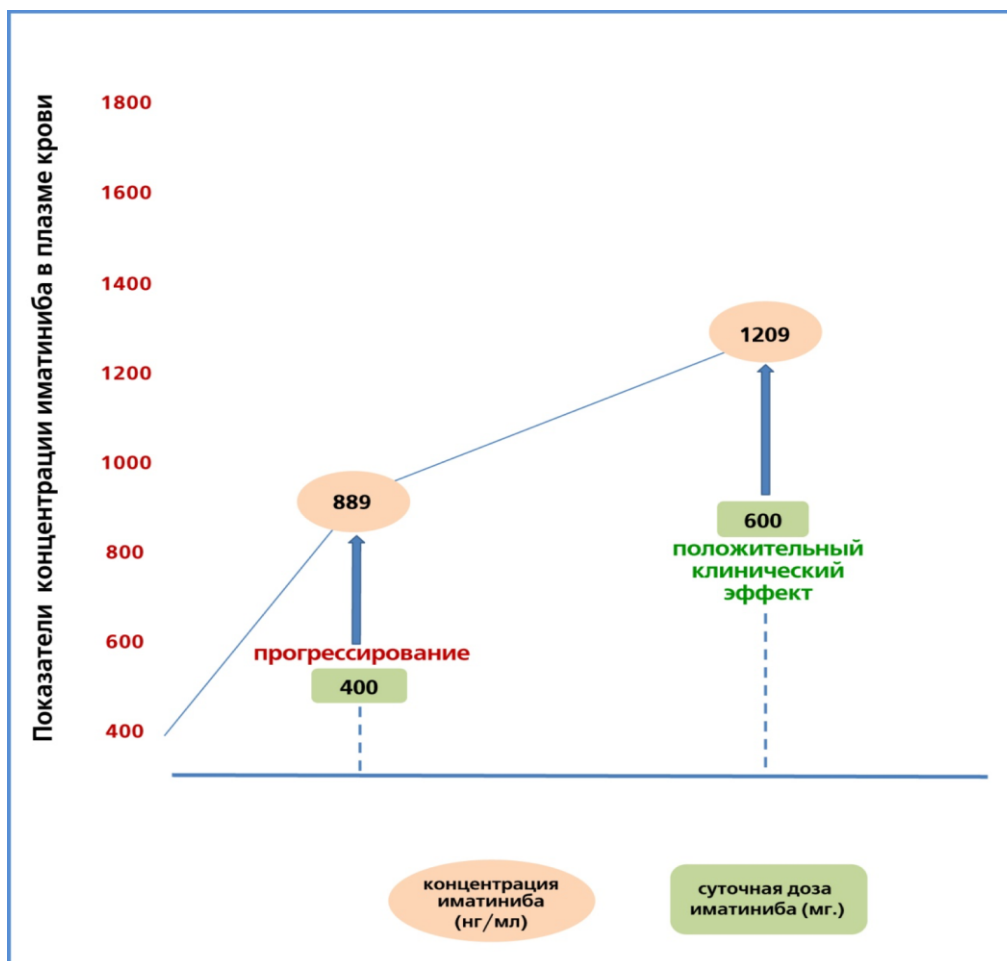 Показатели концентрации иматиниба в плазме крови
1800
1600
1400
1200
1000
800
600
400
1209
889
600
положительный
клинический
эффект
прогрессирование
400
концентрация
иматиниба
(нг/мл)
суточная доза
иматиниба (мг.)